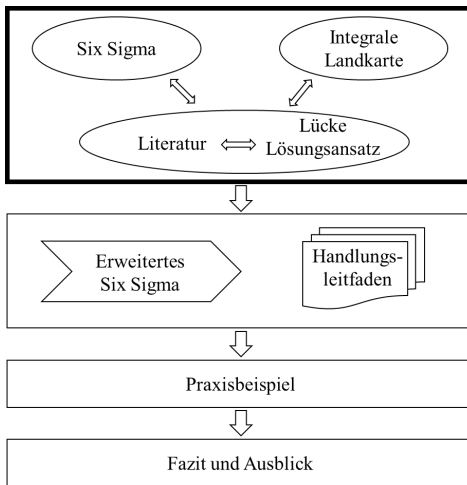 Six Sigma
Integrale
Landkarte
Literatur
Lücke
Lösungsansatz
Erweitertes
Six Sigma
Handlungs-
leitfaden
Praxisbeispiel
Fazit und Ausblick